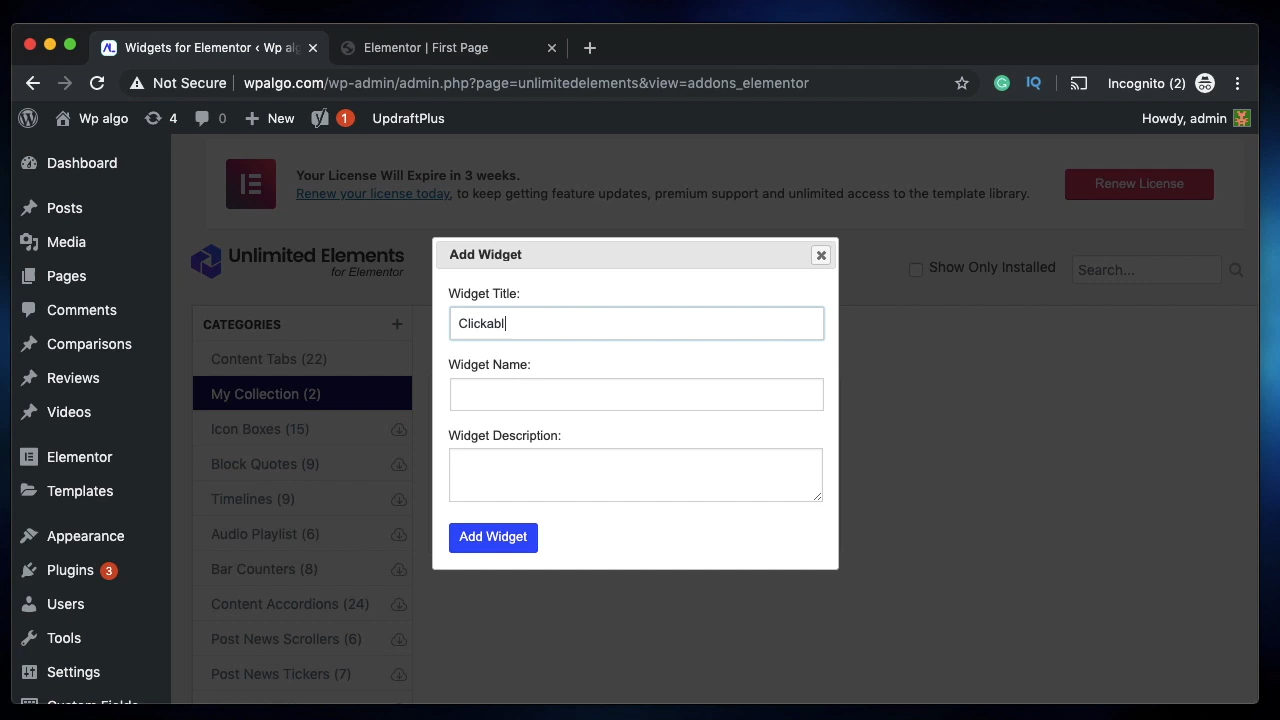 Widgets for Elementor ‹ Wp alg
Elementor | First Page
Not Secure
wpalgo.com/wp-admin/admin.php?page=unlimitedelements&view=addons_elementor
IQ
Incognito (2)
Wp algo
4
0
New
1
UpdraftPlus
Howdy, admin
Dashboard
Posts
Media
Pages
Comments
Comparisons
Reviews
Videos
Elementor
Templates
Appearance
Plugins 3
Users
Tools
Settings
Custom Fields
Your License Will Expire in 3 weeks.
Renew your license today, to keep getting feature updates, premium support and unlimited access to the template library.
Renew License
Unlimited Elements
for Elementor
Show Only Installed
Search...
CATEGORIES
Content Tabs (22)
My Collection (2)
Icon Boxes (15)
Block Quotes (9)
Timelines (9)
Audio Playlist (6)
Bar Counters (8)
Content Accordions (24)
Post News Scrollers (6)
Post News Tickers (7)
Add Widget
Widget Title:
Clickabl
Widget Name:
Widget Description:
Add Widget